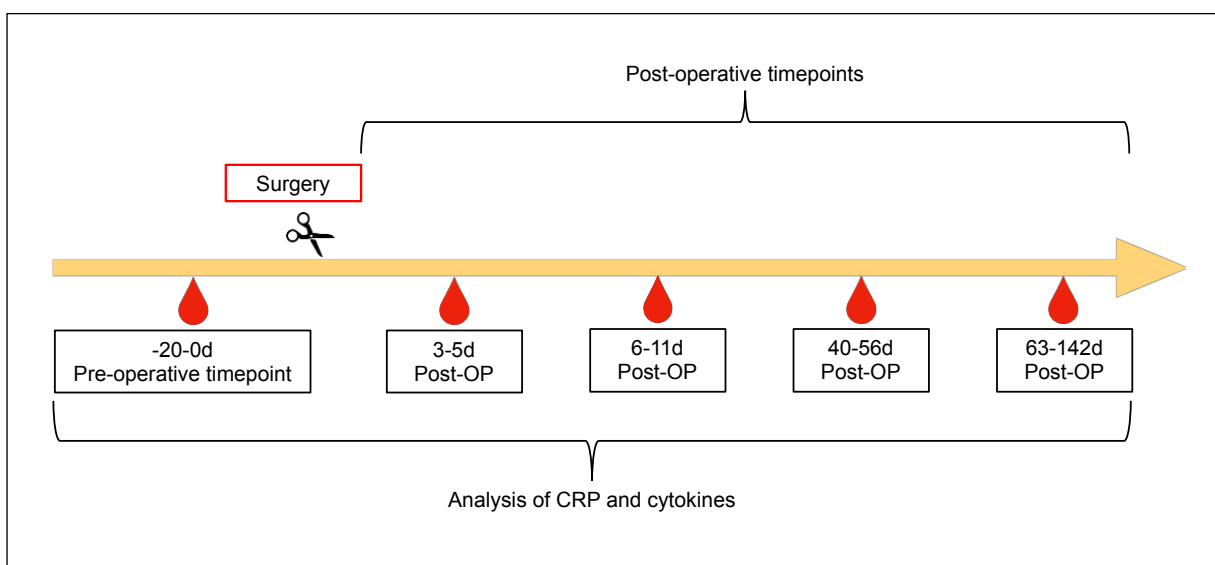 Post-operative timepoints
Surgery
-20-0d
Pre-operative timepoint
3-5d
Post-OP
6-11d
Post-OP
40-56d
Post-OP
63-142d
Post-OP
Analysis of CRP and cytokines